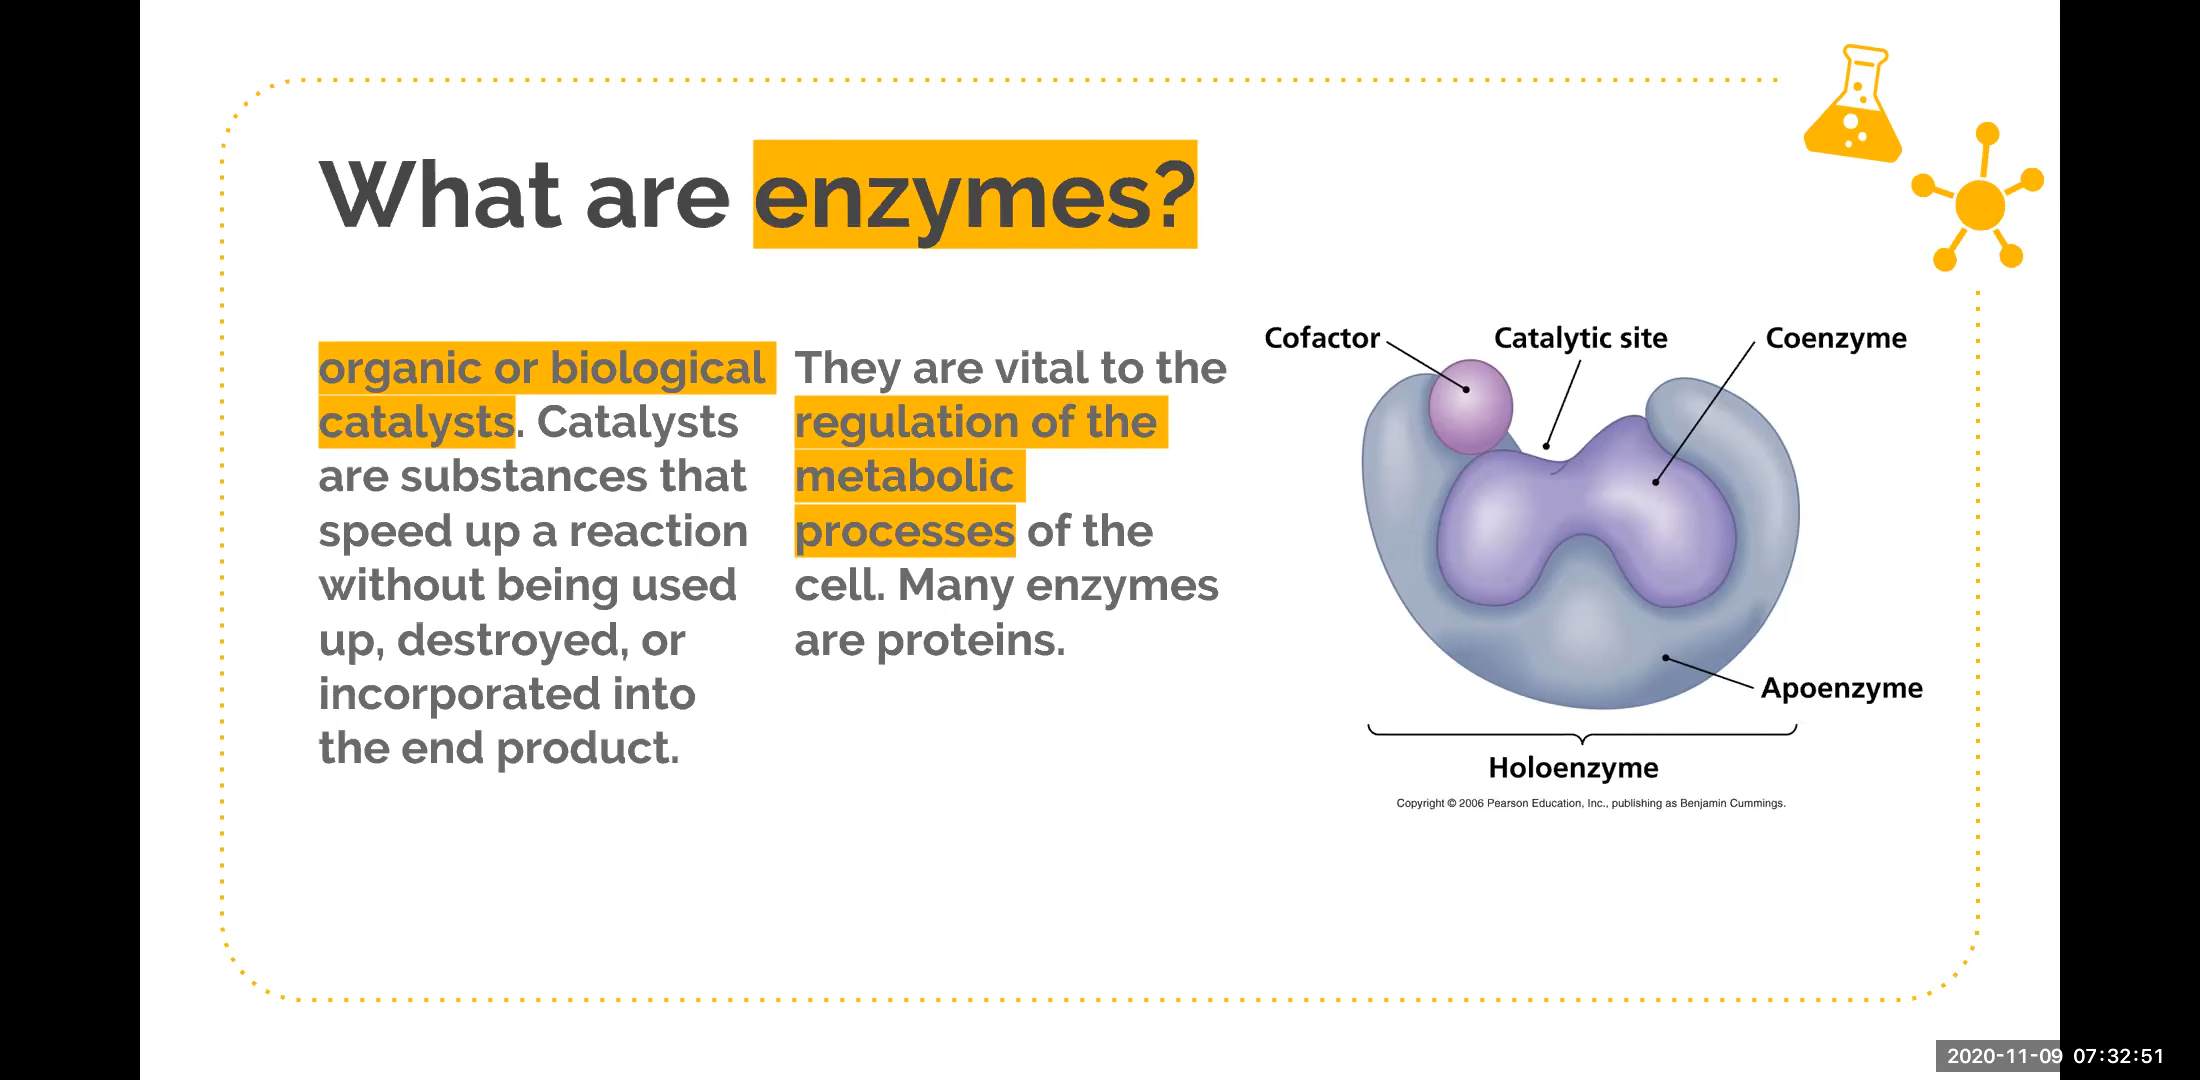 What are enzymes?
organic or biological
catalysts. Catalysts
are substances that
speed up a reaction
without being used
up, destroyed, or
incorporated into
the end product.
They are vital to the
regulation of the
metabolic
processes of the
cell. Many enzymes
are proteins.
Cofactor
Catalytic site
Coenzyme
Apoenzyme
Holoenzyme
Copyright © 2006 Pearson Education, Inc., publishing as Benjamin Cummings.
2020-11-09 07:32:51